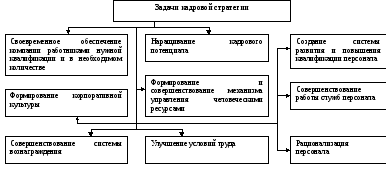 Задачи кадровой стратегии
Своевременное обеспечение
компании работниками нужной
квалификации и в необходимом
количестве
Наращивание кадрового
потенциала
Создание системы
развития и повышения
квалификации персонала
Формирование корпоративной
культуры
Формирование и
совершенствование механизма
управления человеческими
ресурсами
Совершенствование
работы служб персонала
Совершенствование системы
вознаграждения
Улучшение условий труда
Рационализация
персонала